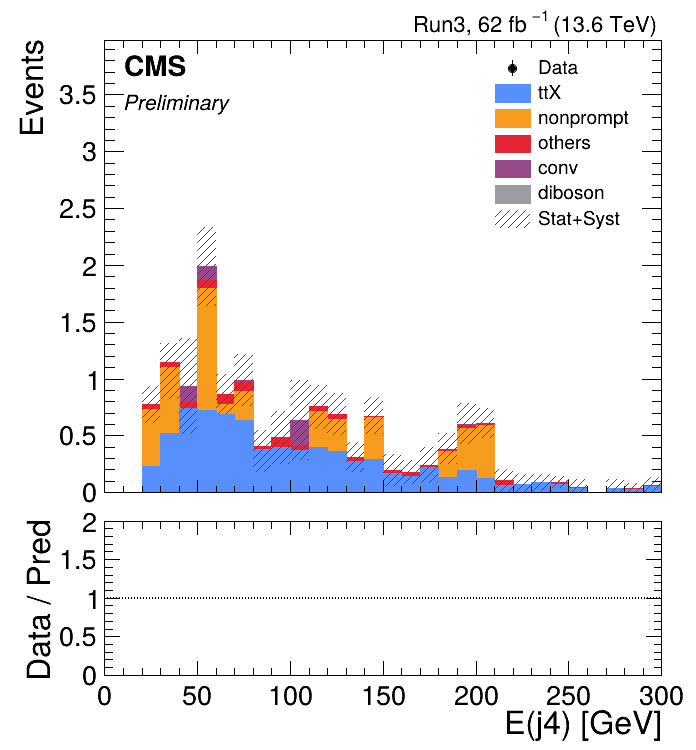 Run3, 62 fb⁻¹ (13.6 TeV)
CMS
Preliminary
Events
Data
ttX
nonprompt
others
conv
diboson
Stat+Syst
3.5
3
2.5
2
1.5
1
0.5
0
Data / Pred
2
1.5
1
0.5
0
0 50 100 150 200 250 300
E(j4) [GeV]